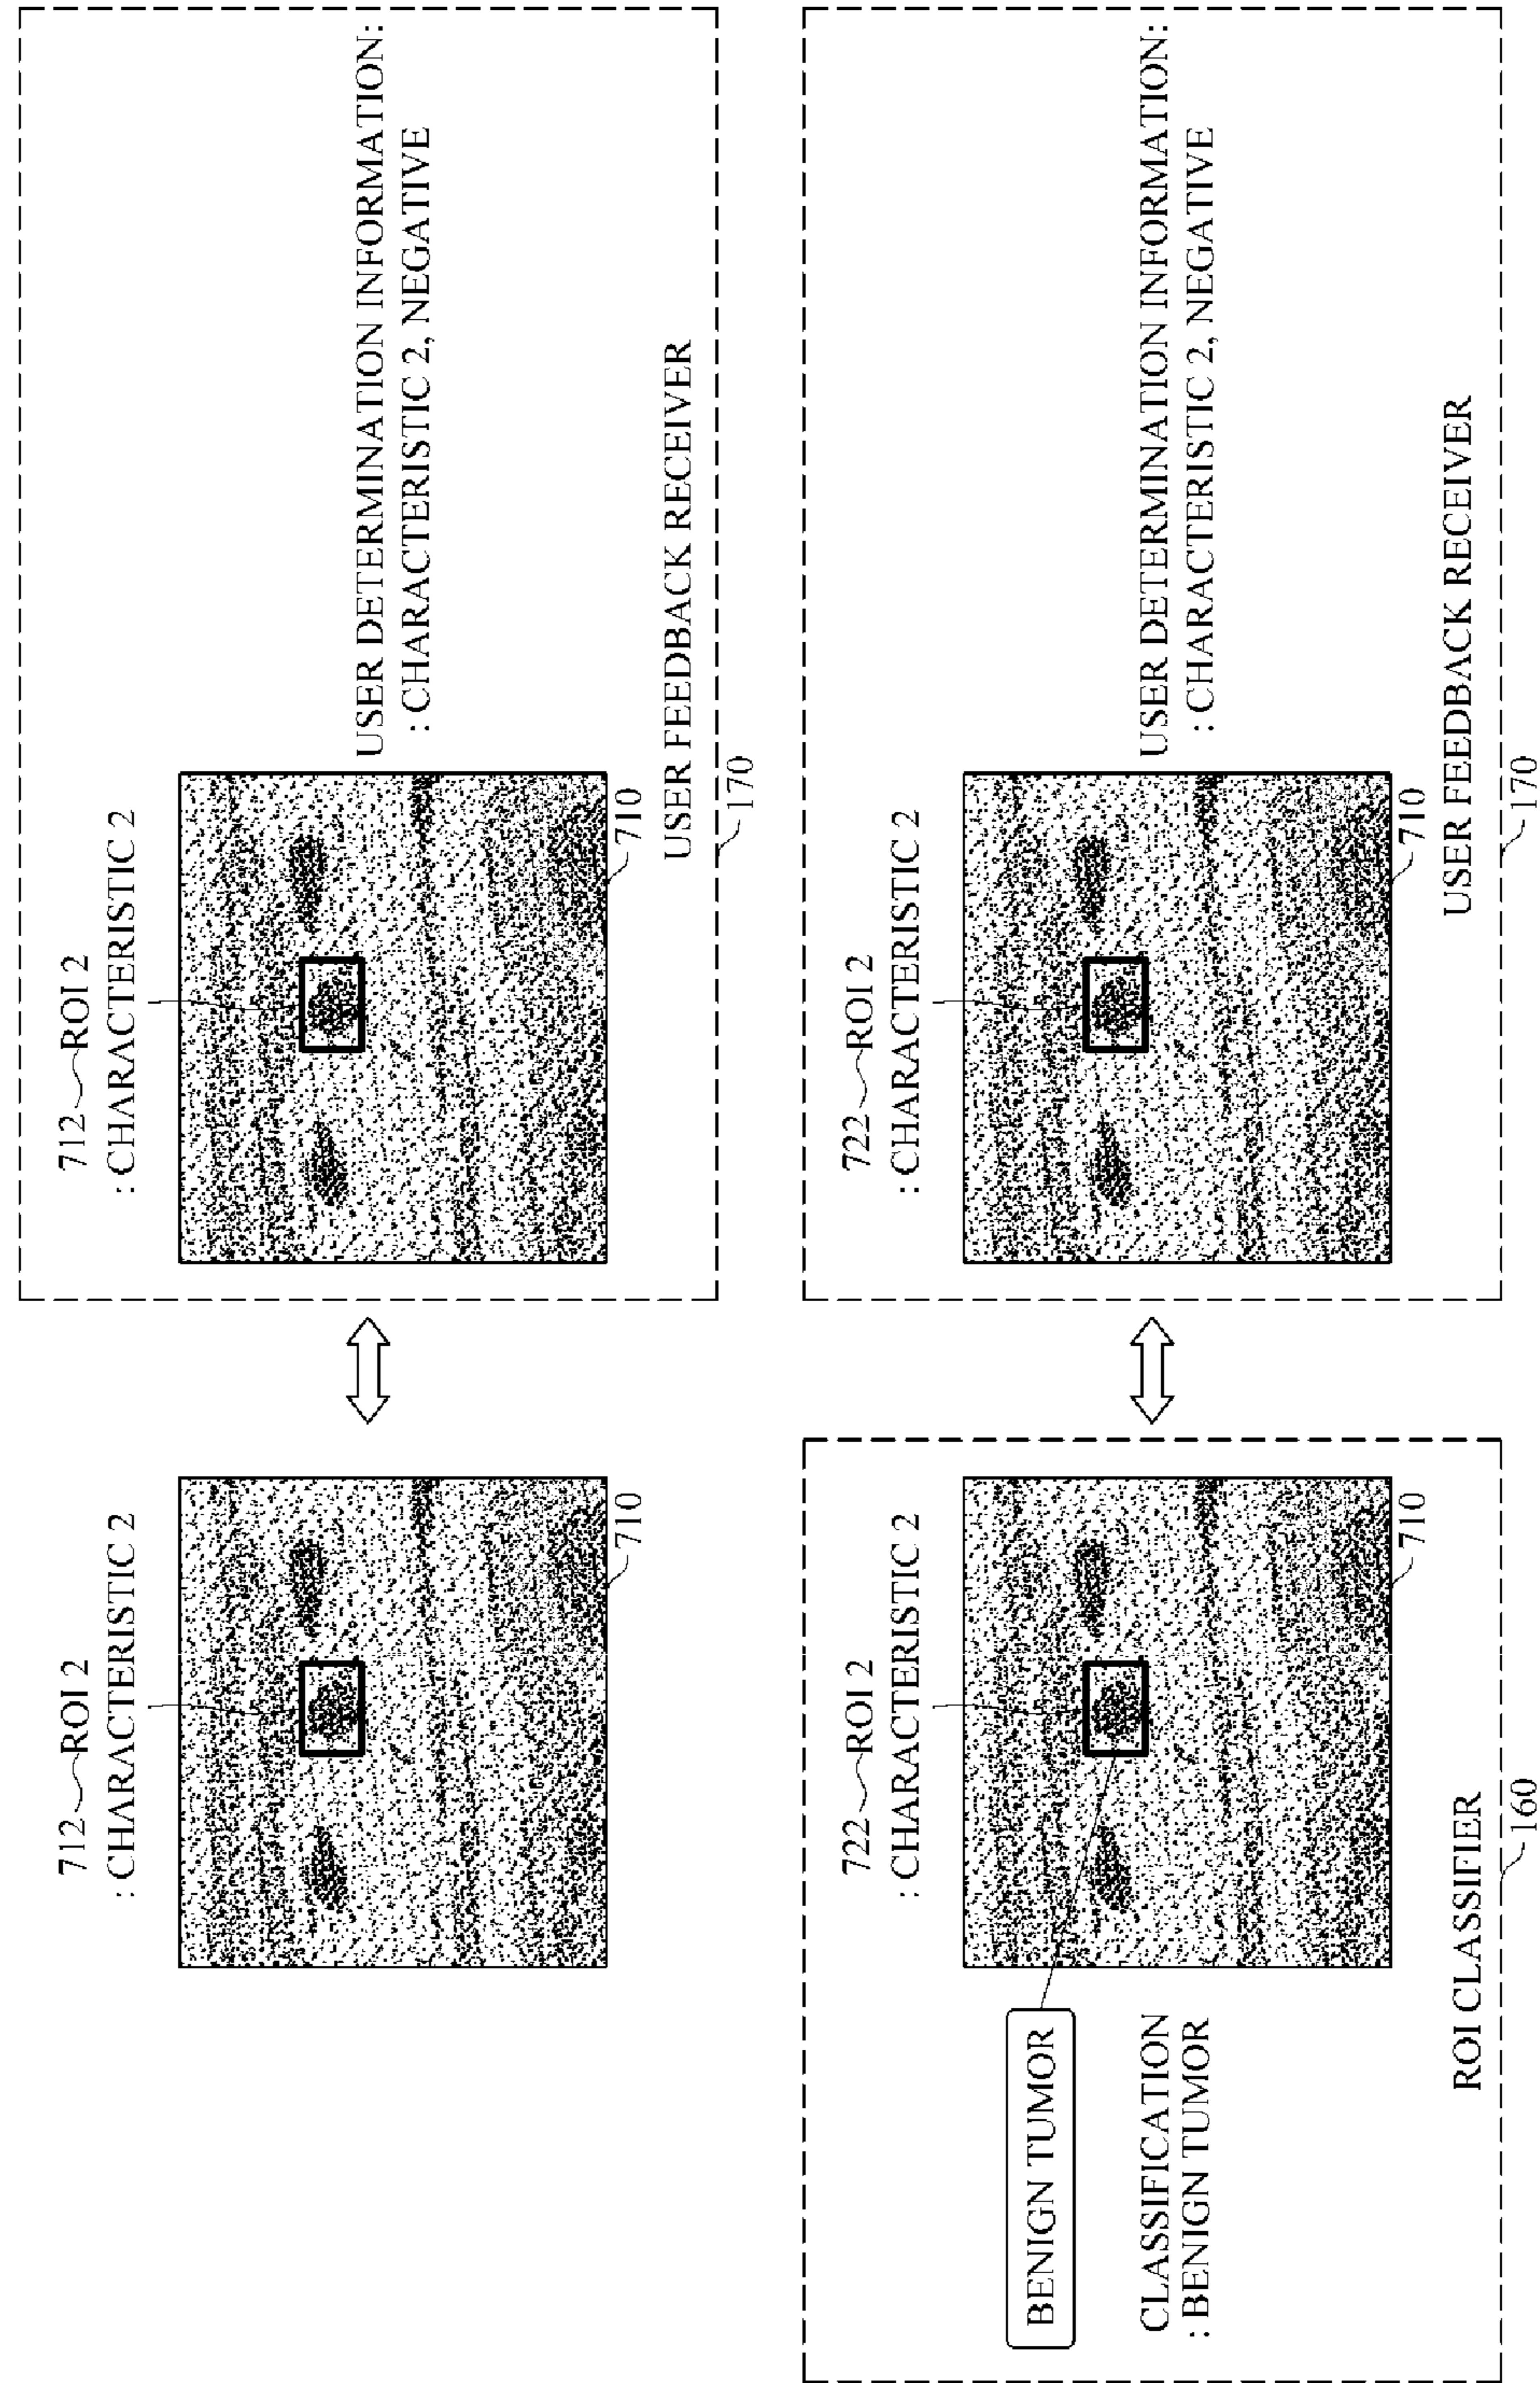 712 ROI 2
: CHARACTERISTIC 2
710
712 ROI 2
: CHARACTERISTIC 2
USER DETERMINATION INFORMATION:
: CHARACTERISTIC 2, NEGATIVE
710
USER FEEDBACK RECEIVER
170
722 ROI 2
: CHARACTERISTIC 2
BENIGN TUMOR
CLASSIFICATION
: BENIGN TUMOR
710
ROI CLASSIFIER
160
722 ROI 2
: CHARACTERISTIC 2
USER DETERMINATION INFORMATION:
: CHARACTERISTIC 2, NEGATIVE
710
USER FEEDBACK RECEIVER
170